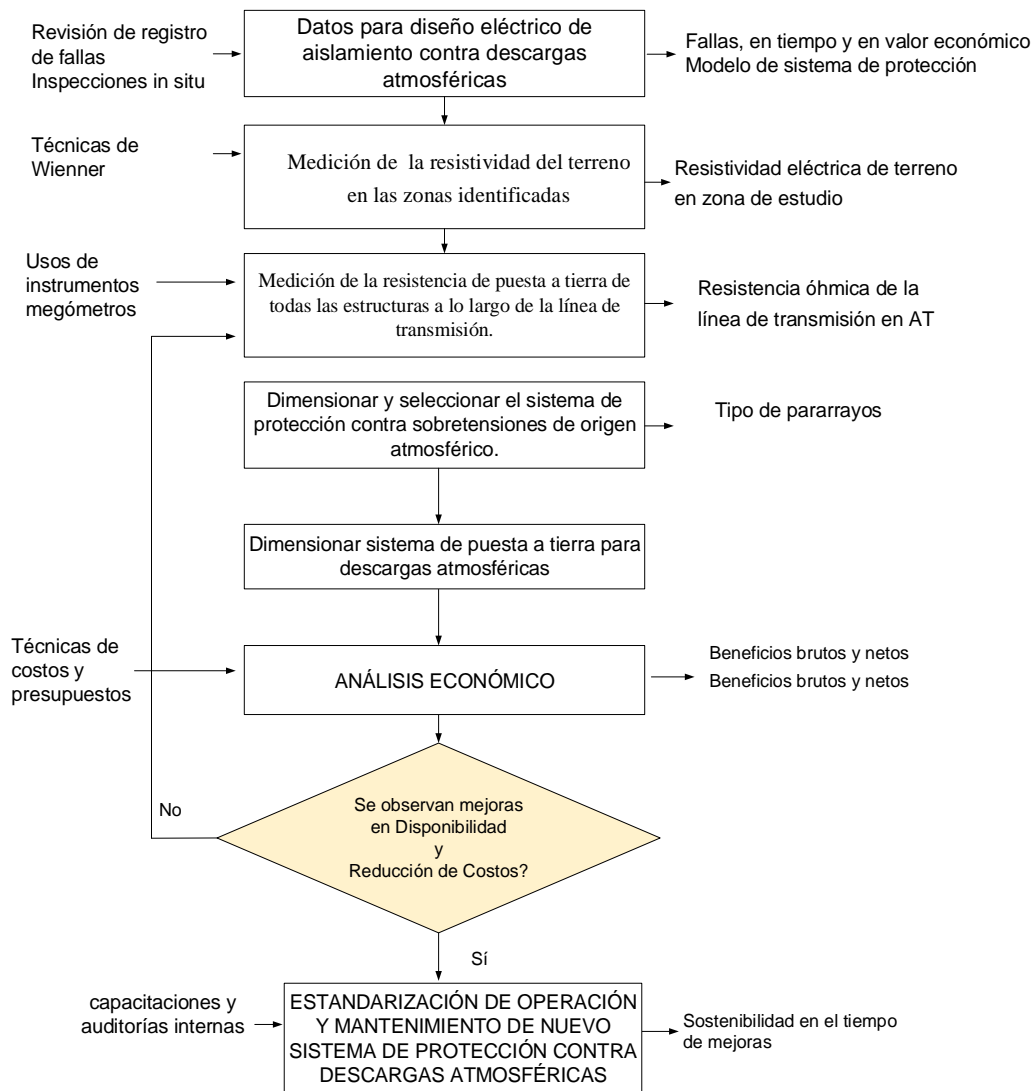 Revisión de registro
de fallas
Inspecciones in situ
Datos para diseño eléctrico de
aislamiento contra descargas
atmosféricas
Fallas, en tiempo y en valor económico
Modelo de sistema de protección
Técnicas de
Wienner
Medición de la resistividad del terreno
en las zonas identificadas
Resistividad eléctrica de terreno
en zona de estudio
Usos de
instrumentos
megómetros
Medición de la resistencia de puesta a tierra de
todas las estructuras a lo largo de la línea de
transmisión.
Resistencia óhmica de la
línea de transmisión en AT
Dimensionar y seleccionar el sistema de
protección contra sobretensiones de origen
atmosférico.
Tipo de pararrayos
Dimensionar sistema de puesta a tierra para
descargas atmosféricas
Técnicas de
costos y
presupuestos
ANÁLISIS ECONÓMICO
Beneficios brutos y netos
Beneficios brutos y netos
No
Se observan mejoras
en Disponibilidad
y
Reducción de Costos?
Sí
capacitaciones y
auditorías internas
ESTANDARIZACIÓN DE OPERACIÓN
Y MANTENIMIENTO DE NUEVO
SISTEMA DE PROTECCIÓN CONTRA
DESCARGAS ATMOSFÉRICAS
Sostenibilidad en el tiempo
de mejoras